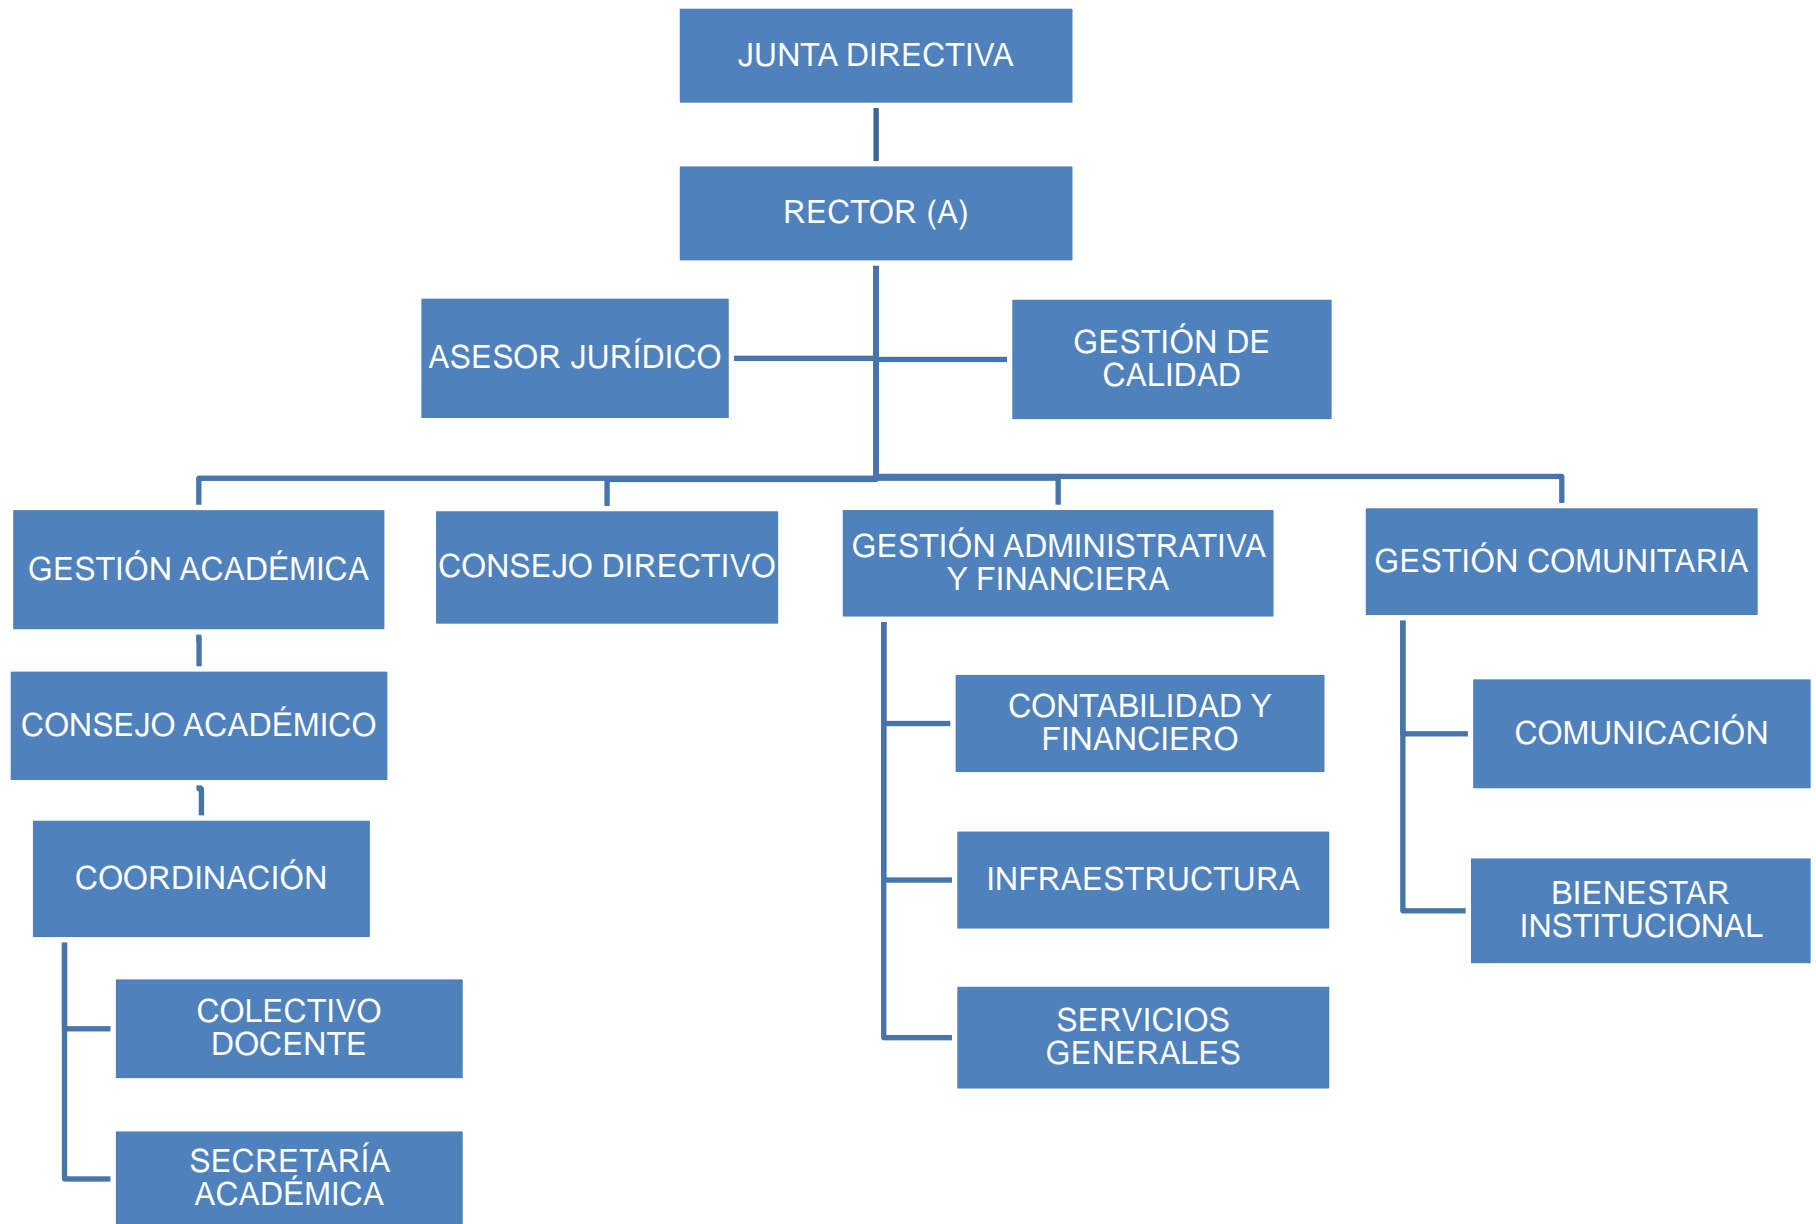 JUNTA DIRECTIVA
RECTOR (A)
ASESOR JURÍDICO
GESTIÓN DE
CALIDAD
GESTIÓN ACADÉMICA
CONSEJO DIRECTIVO
GESTIÓN ADMINISTRATIVA
Y FINANCIERA
GESTIÓN COMUNITARIA
CONSEJO ACADÉMICO
COORDINACIÓN
COLECTIVO
DOCENTE
SECRETARÍA
ACADÉMICA
CONTABILIDAD Y
FINANCIERO
INFRAESTRUCTURA
SERVICIOS
GENERALES
COMUNICACIÓN
BIENESTAR
INSTITUCIONAL